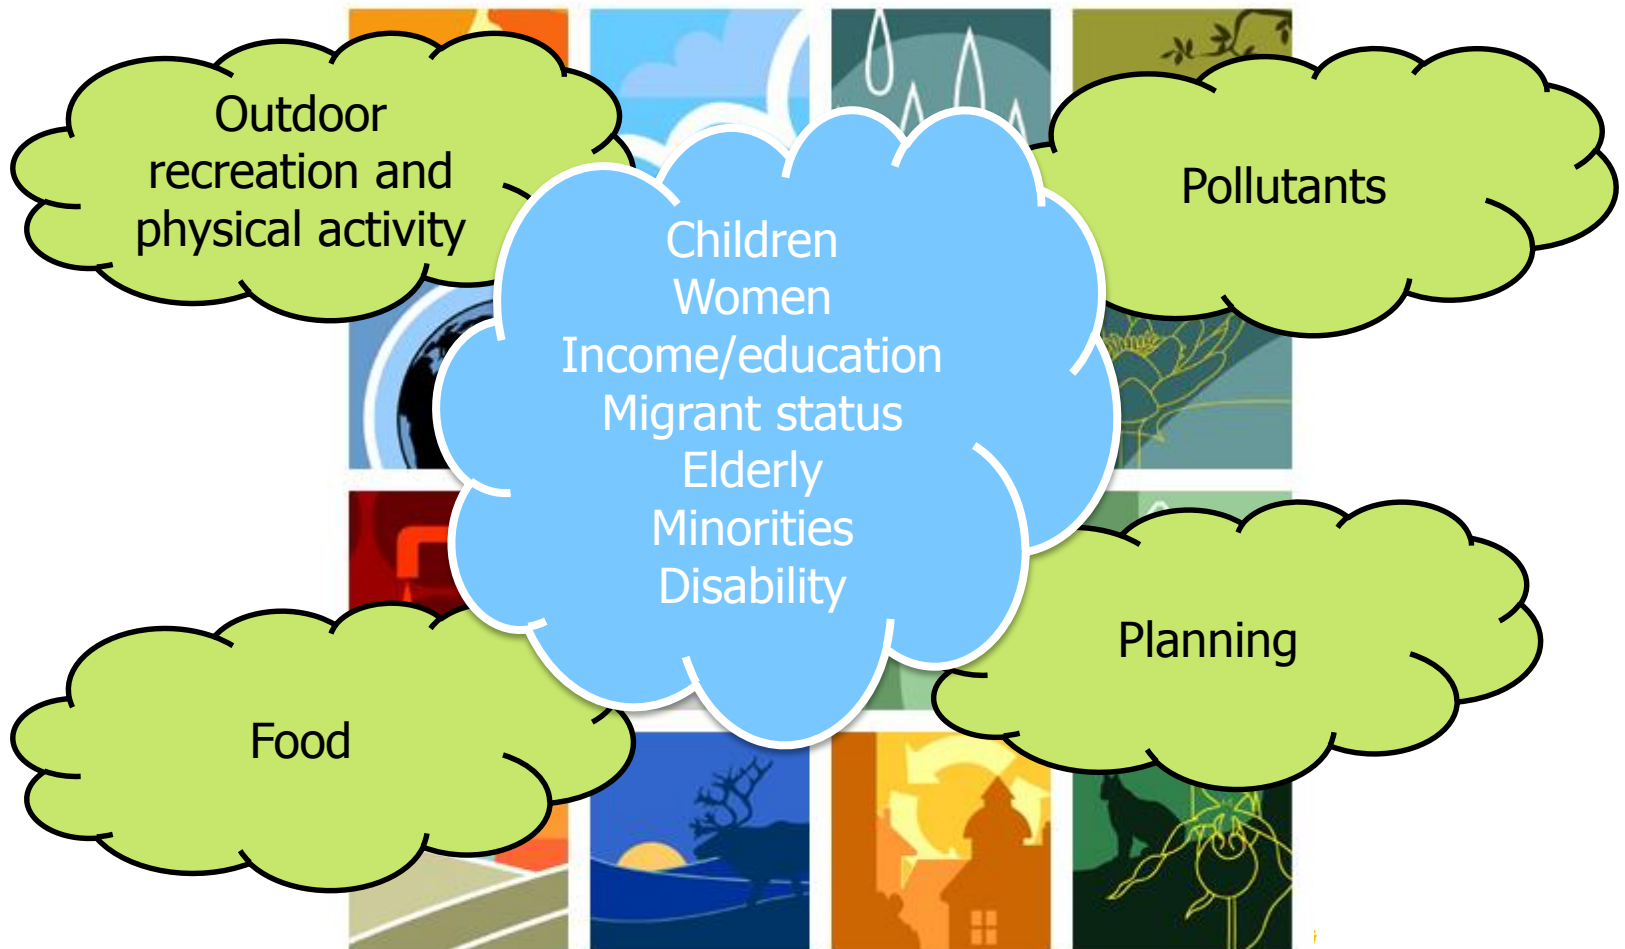 Outdoor
recreation and
physical activity
Pollutants
Children
Women
Income/education
Migrant status
Elderly
Minorities
Disability
Planning
Food